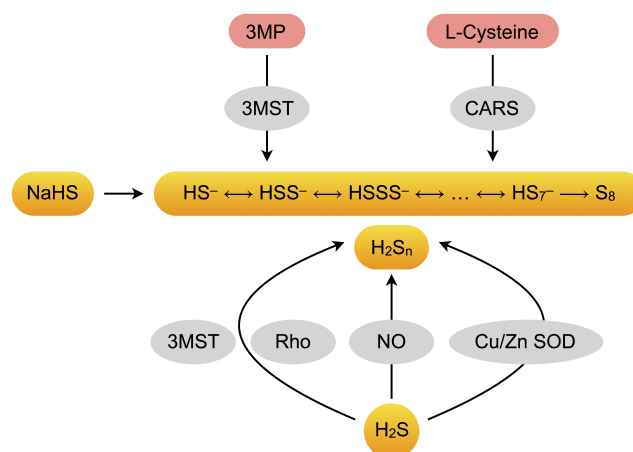 3MP L-Cysteine
3MST CARS
NaHS HS⁻ ↔ HSS⁻ ↔ HSSS⁻ ↔ ... ↔ HS₇⁻ → S₈
H₂Sₙ
3MST Rho NO Cu/Zn SOD
H₂S